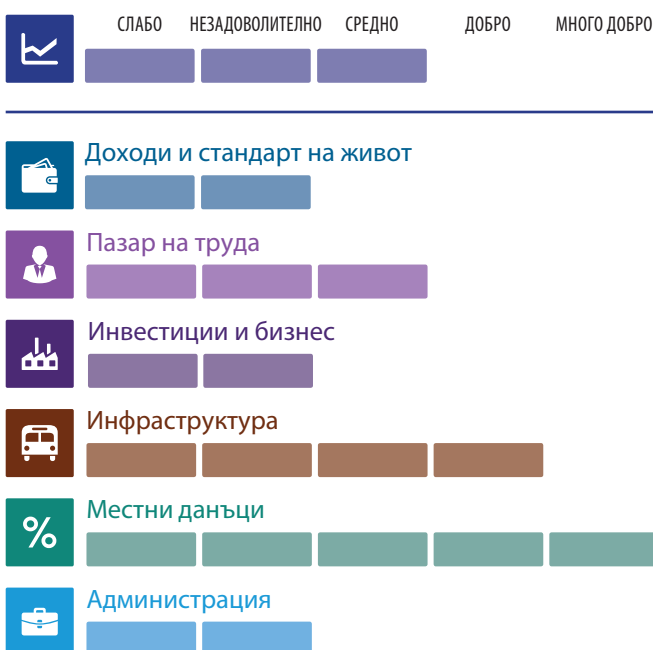 СЛАБО НЕЗАДОВОЛИТЕЛНО СРЕДНО ДОБРО МНОГО ДОБРО
Доходи и стандарт на живот
Пазар на труда
Инвестиции и бизнес
Инфраструктура
Местни данъци
%
Администрация